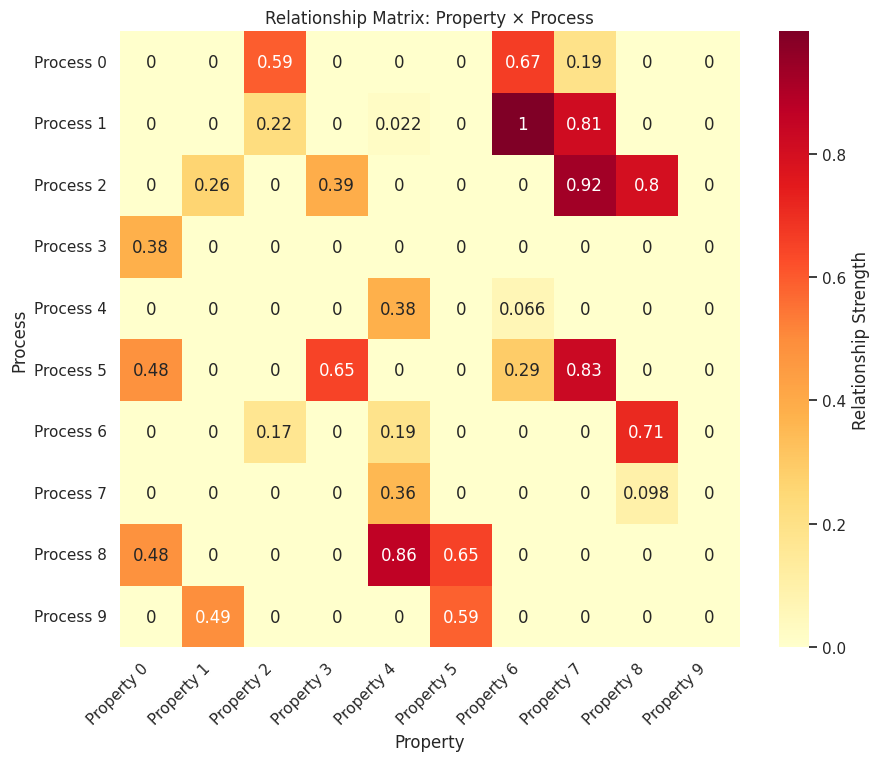 Relationship Matrix: Property × Process
Process 0 0 0 0.59 0 0 0 0.67 0.19 0 0
Process 1 0 0 0.22 0 0.022 0 1 0.81 0 0
Process 2 0 0.26 0 0.39 0 0 0 0.92 0.8 0
Process 3 0.38 0 0 0 0 0 0 0 0 0
Process 4 0 0 0 0 0.38 0 0.066 0 0 0
Process 5 0.48 0 0 0.65 0 0 0.29 0.83 0 0
Process 6 0 0 0.17 0 0.19 0 0 0 0.71 0
Process 7 0 0 0 0 0.36 0 0 0 0.098 0
Process 8 0.48 0 0 0 0.86 0.65 0 0 0 0
Process 9 0 0.49 0 0 0 0.59 0 0 0 0
Property 0 Property 1 Property 2 Property 3 Property 4 Property 5 Property 6 Property 7 Property 8 Property 9
Property
Process
0.8
0.6
0.4
0.2
0.0
Relationship Strength